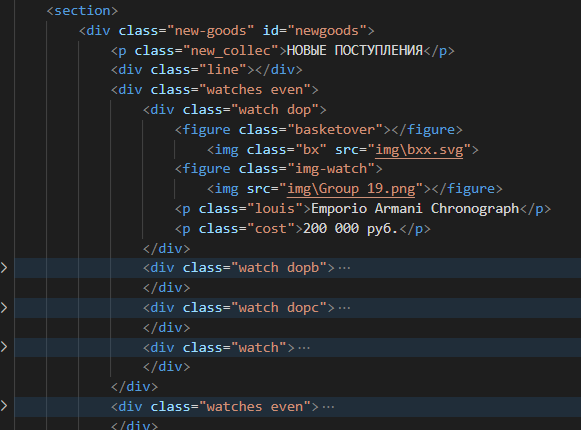 <section>
<div class="new-goods" id="newgoods">
<p class="new_collec">НОВЫЕ ПОСТУПЛЕНИЯ</p>
<div class="line"></div>
<div class="watches even">
<div class="watch dop">
<figure class="basketover"></figure>
<img class="bx" src="img\bxx.svg">
<figure class="img-watch">
<img src="img\Group 19.png"></figure>
<p class="louis">Emporio Armani Chronograph</p>
<p class="cost">200 000 руб.</p>
</div>
<div class="watch dopb">…
</div>
<div class="watch dopc">…
</div>
<div class="watch">…
</div>
</div>
<div class="watches even">…
</div>